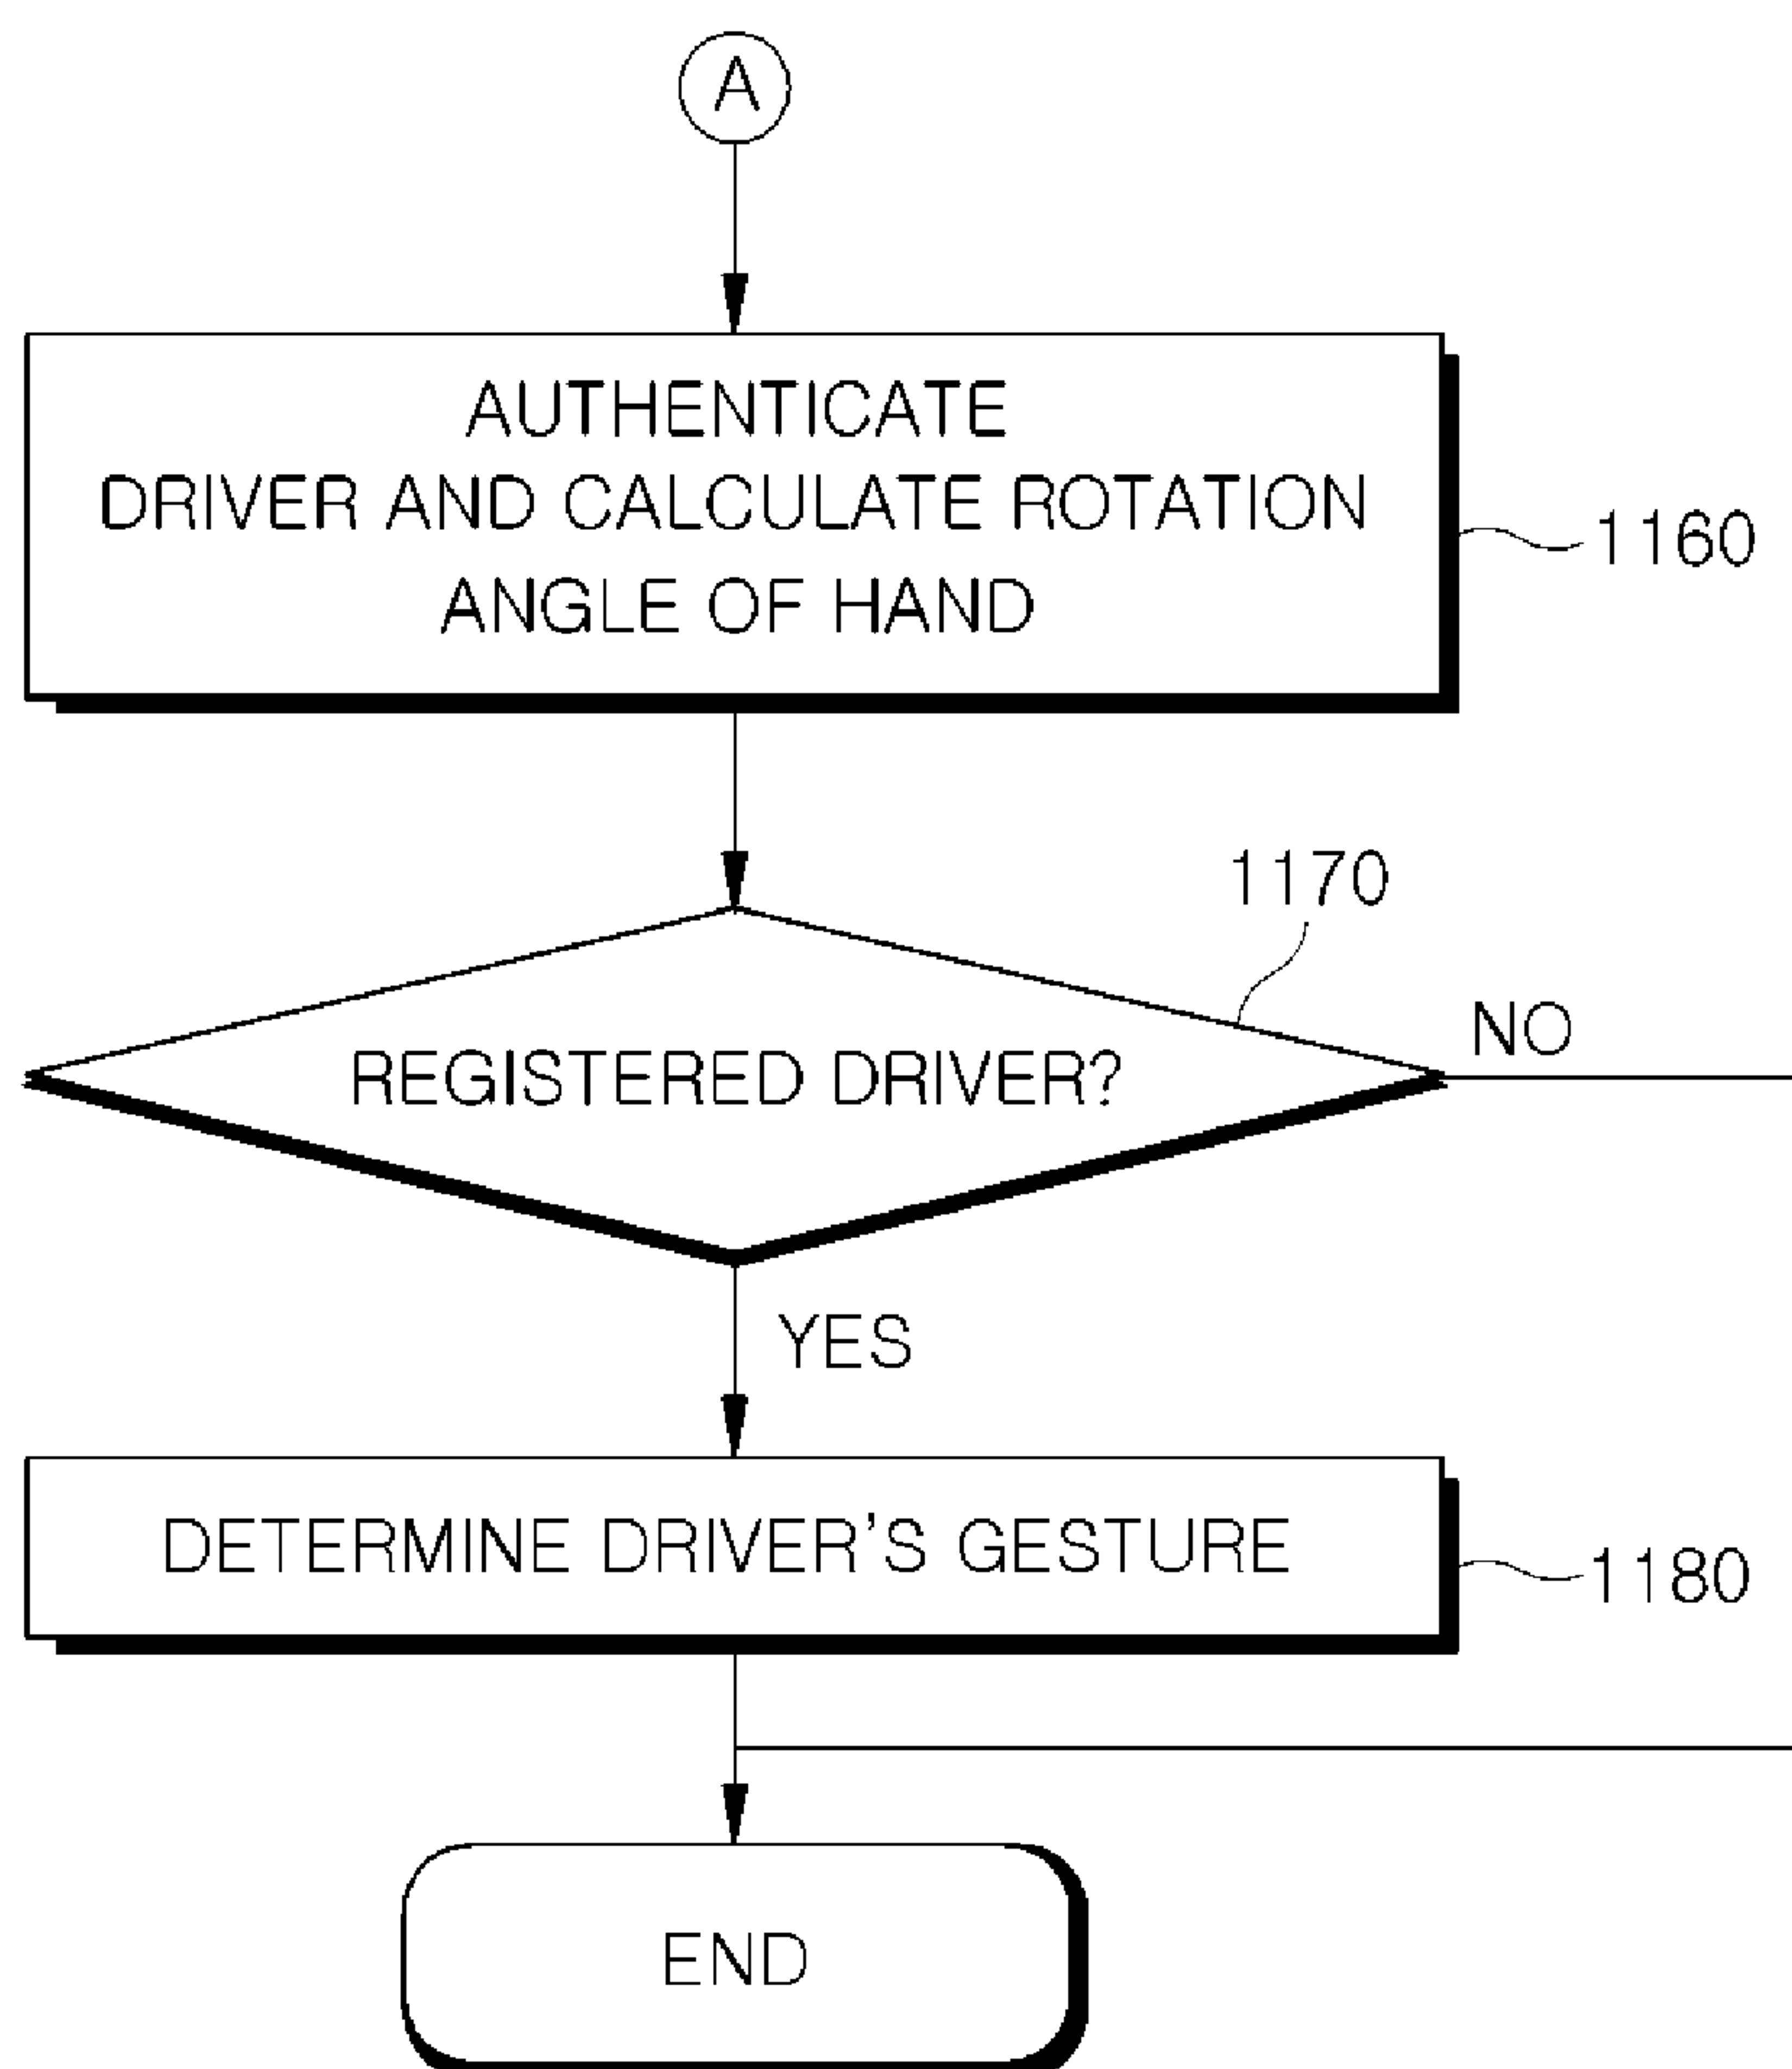 A
AUTHENTICATE
DRIVER AND CALCULATE ROTATION
ANGLE OF HAND
1160
1170
REGISTERED DRIVER?
NO
YES
DETERMINE DRIVER'S GESTURE
1180
END